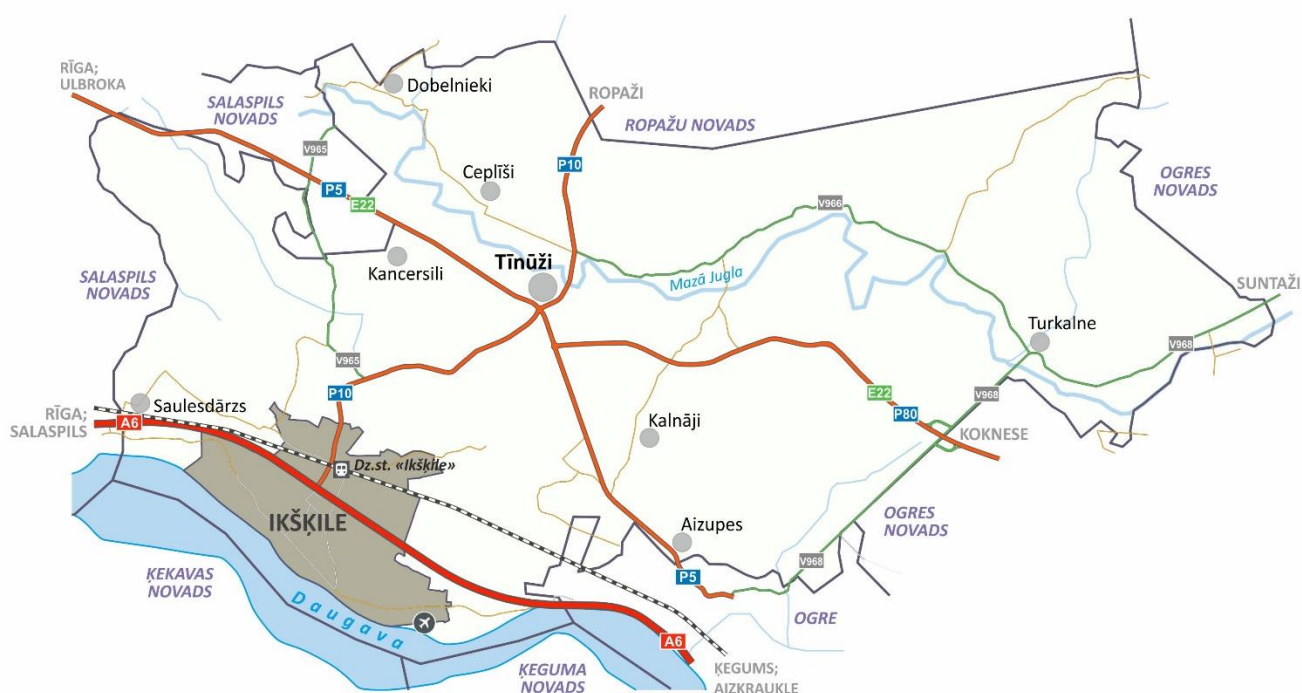 RĪGA;
ULBROKA
Dobelnieki
ROPAŽI
SALASPILS
NOVADS
ROPAŽU NOVADS
V965
P10
OGRES
NOVADS
Ceplīši
P5
E22
V966
Kancersili
Tīnūži
SALASPILS
NOVADS
Mazā Jugla
SUNTAŽI
Turkalne
V965
V968
P10
E22
V968
Saulesdārzs
P80
RĪGA;
SALASPILS
A6
Kalnāji
KOKNESE
Dz.st. «Ikšķile»
IKŠĶILE
Aizupes
OGRES
NOVADS
V968
P5
ĶEKAVAS
NOVADS
Daugava
OGRE
A6
ĶEGUMA
NOVADS
ĶEGUMS;
AIZKRAUKLE